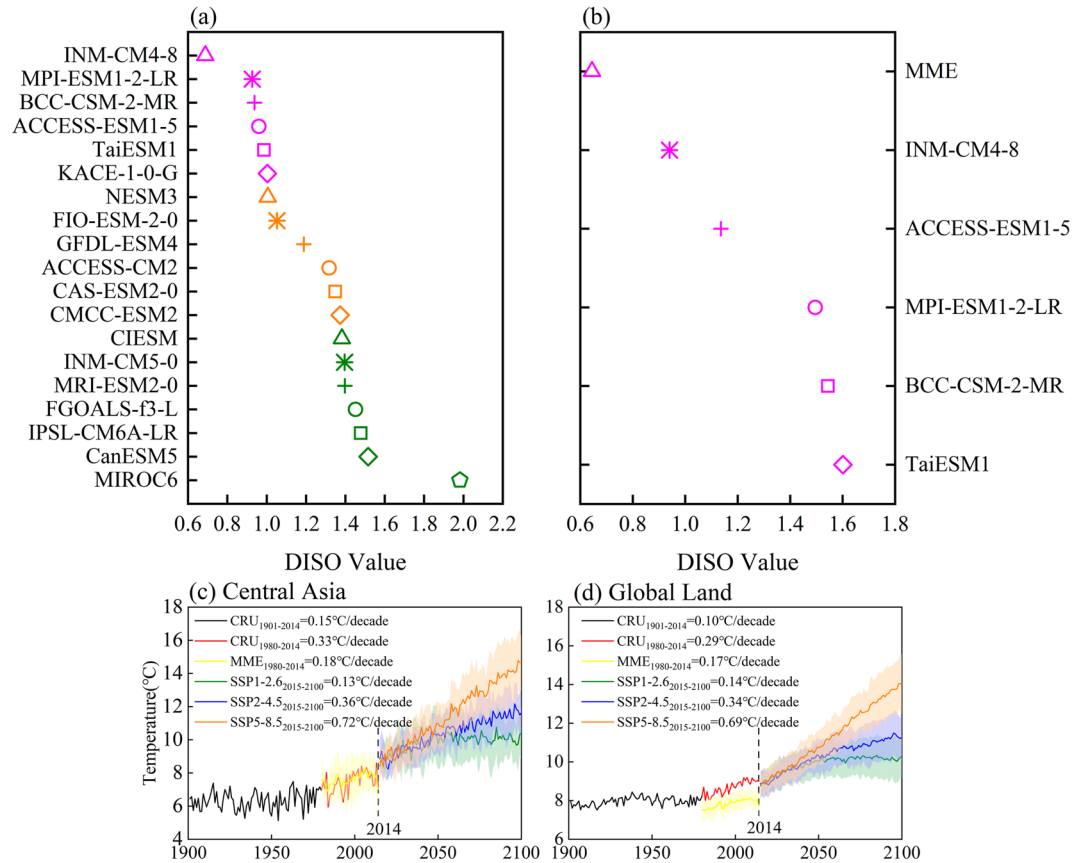 (a)
INM-CM4-8
MPI-ESM1-2-LR
BCC-CSM-2-MR
ACCESS-ESM1-5
TaiESM1
KACE-1-0-G
NESM3
FIO-ESM-2-0
GFDL-ESM4
ACCESS-CM2
CAS-ESM2-0
CMCC-ESM2
CIESM
INM-CM5-0
MRI-ESM2-0
FGOALS-f3-L
IPSL-CM6A-LR
CanESM5
MIROC6
0.6 0.8 1.0 1.2 1.4 1.6 1.8 2.0 2.2
DISO Value
(b)
MME
INM-CM4-8
ACCESS-ESM1-5
MPI-ESM1-2-LR
BCC-CSM-2-MR
TaiESM1
0.6 0.8 1.0 1.2 1.4 1.6 1.8
DISO Value
(c) Central Asia
Temperature(℃)
18
16
14
12
10
8
6
4
CRU1901-2014=0.15℃/decade
CRU1980-2014=0.33℃/decade
MME1980-2014=0.18℃/decade
SSP1-2.62015-2100=0.13℃/decade
SSP2-4.52015-2100=0.36℃/decade
SSP5-8.52015-2100=0.72℃/decade
2014
1900 1950 2000 2050 2100
(d) Global Land
18
16
14
12
10
8
6
CRU1901-2014=0.10℃/decade
CRU1980-2014=0.29℃/decade
MME1980-2014=0.17℃/decade
SSP1-2.62015-2100=0.14℃/decade
SSP2-4.52015-2100=0.34℃/decade
SSP5-8.52015-2100=0.69℃/decade
2014
1900 1950 2000 2050 2100